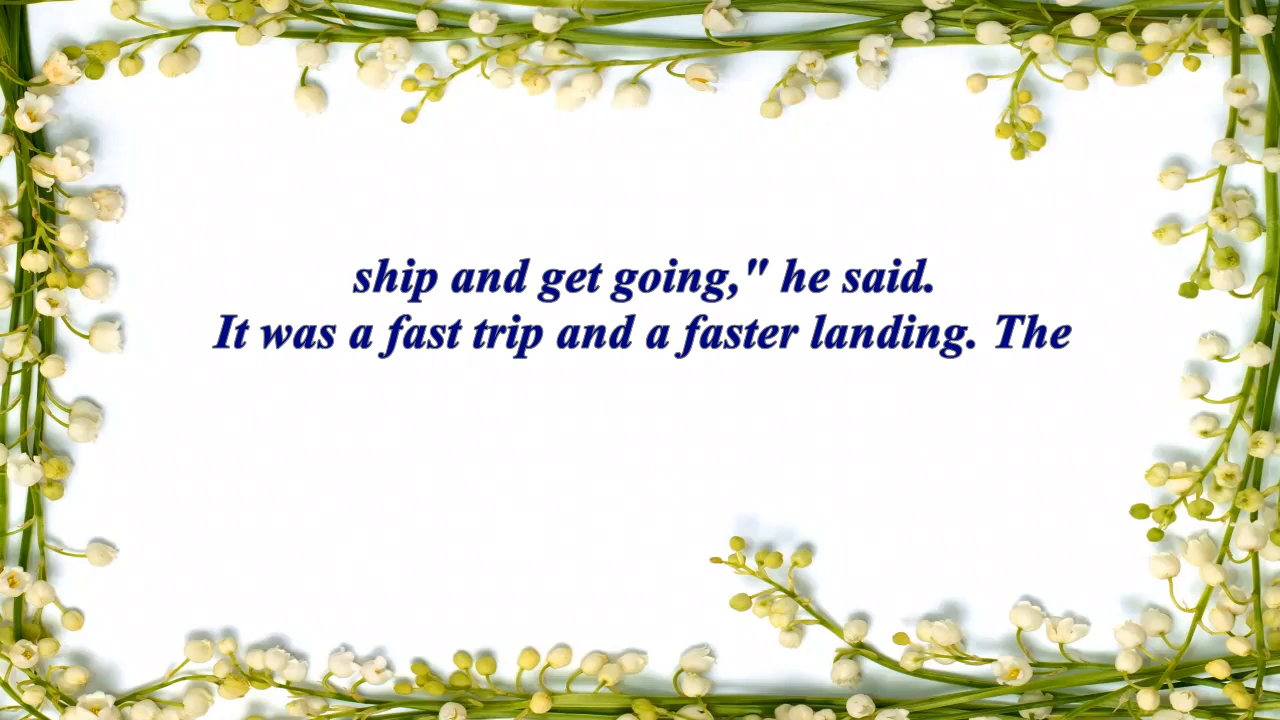 ship and get going," he said.
It was a fast trip and a faster landing. The